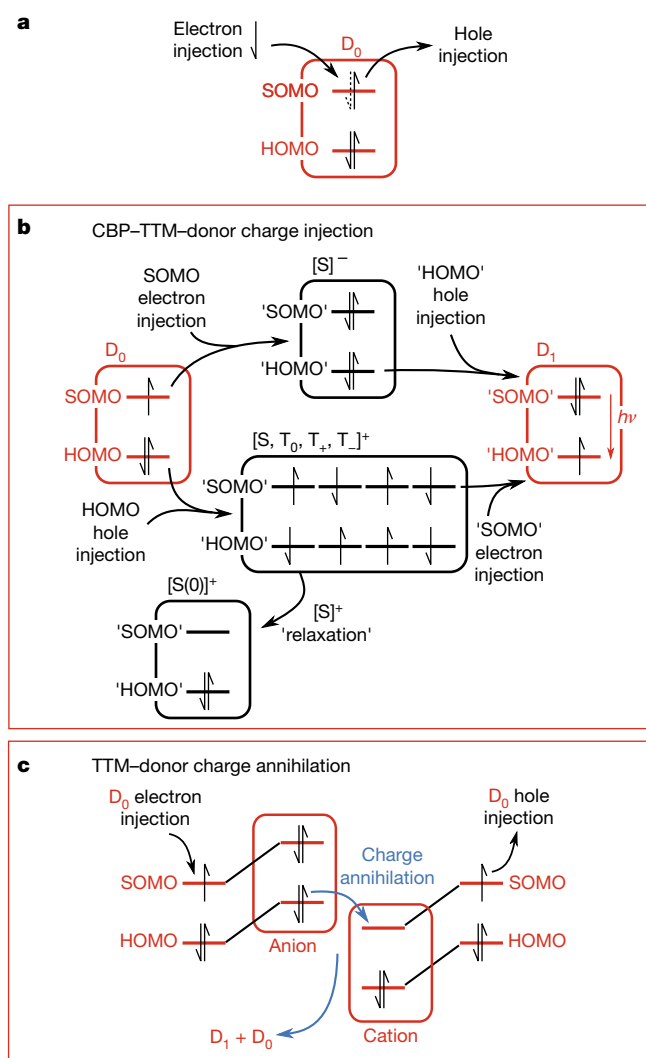 a
Electron
injection
D0
Hole
injection
SOMO
HOMO
b CBP–TTM–donor charge injection
SOMO
electron
injection
[S]−
'SOMO'
'HOMO'
'HOMO'
hole
injection
D0
SOMO
HOMO
D1
'SOMO'
'HOMO'
hν
HOMO
hole
injection
[S, T0, T+, T−]+
'SOMO'
'HOMO'
'SOMO'
electron
injection
[S(0)]+
'SOMO'
'HOMO'
[S]+
'relaxation'
c TTM–donor charge annihilation
D0 electron
injection
SOMO
HOMO
Anion
Charge
annihilation
D0 hole
injection
SOMO
HOMO
Cation
D1 + D0